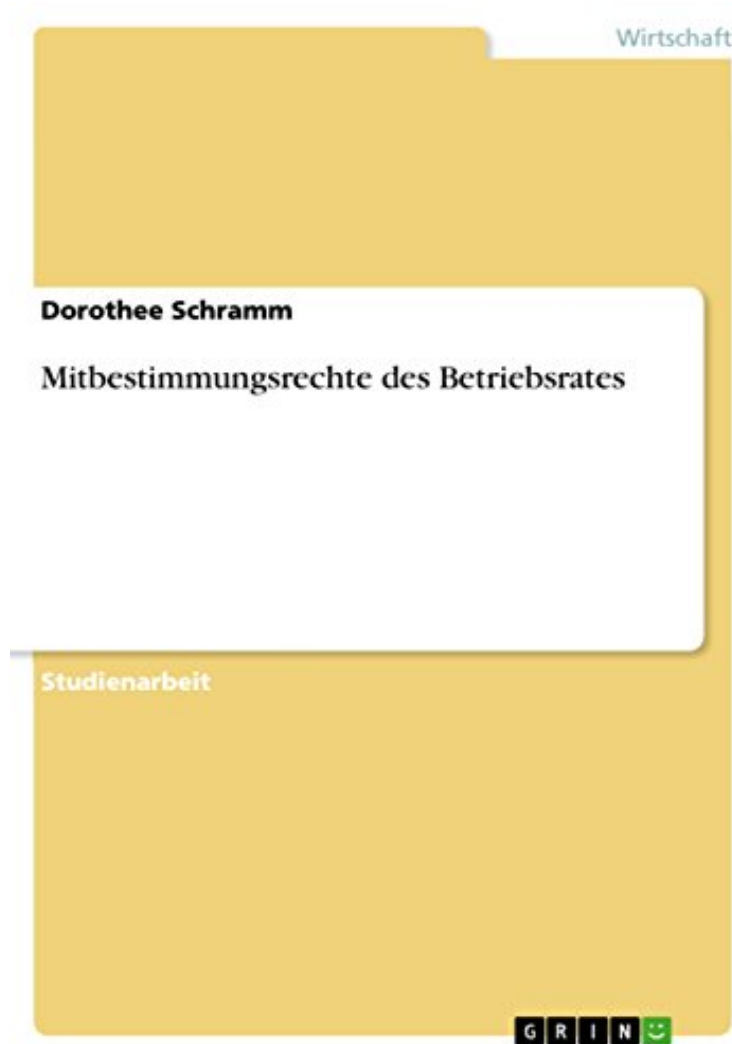 Wirtschaft
Dorothee Schramm
Mitbestimmungsrechte des Betriebsrates
Studienarbeit
GRIN